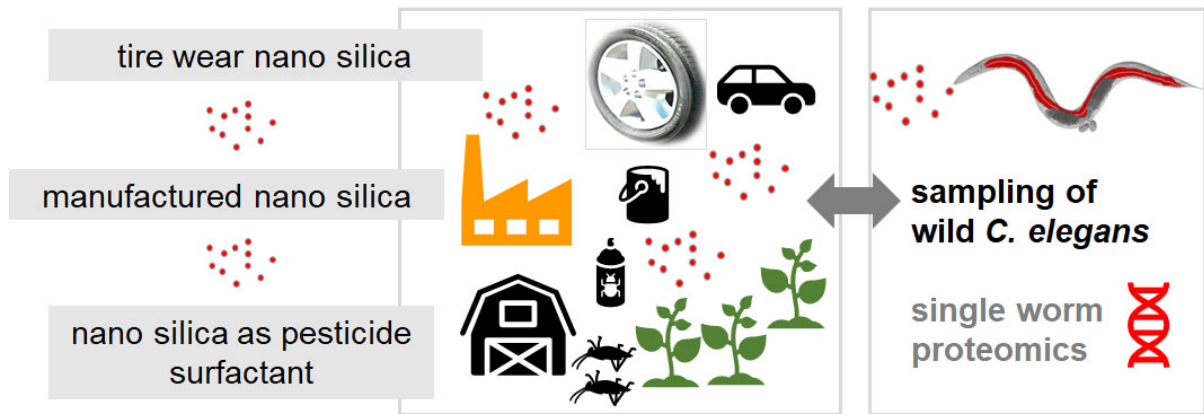 tire wear nano silica
manufactured nano silica
nano silica as pesticide
surfactant
sampling of
wild C. elegans
single worm
proteomics